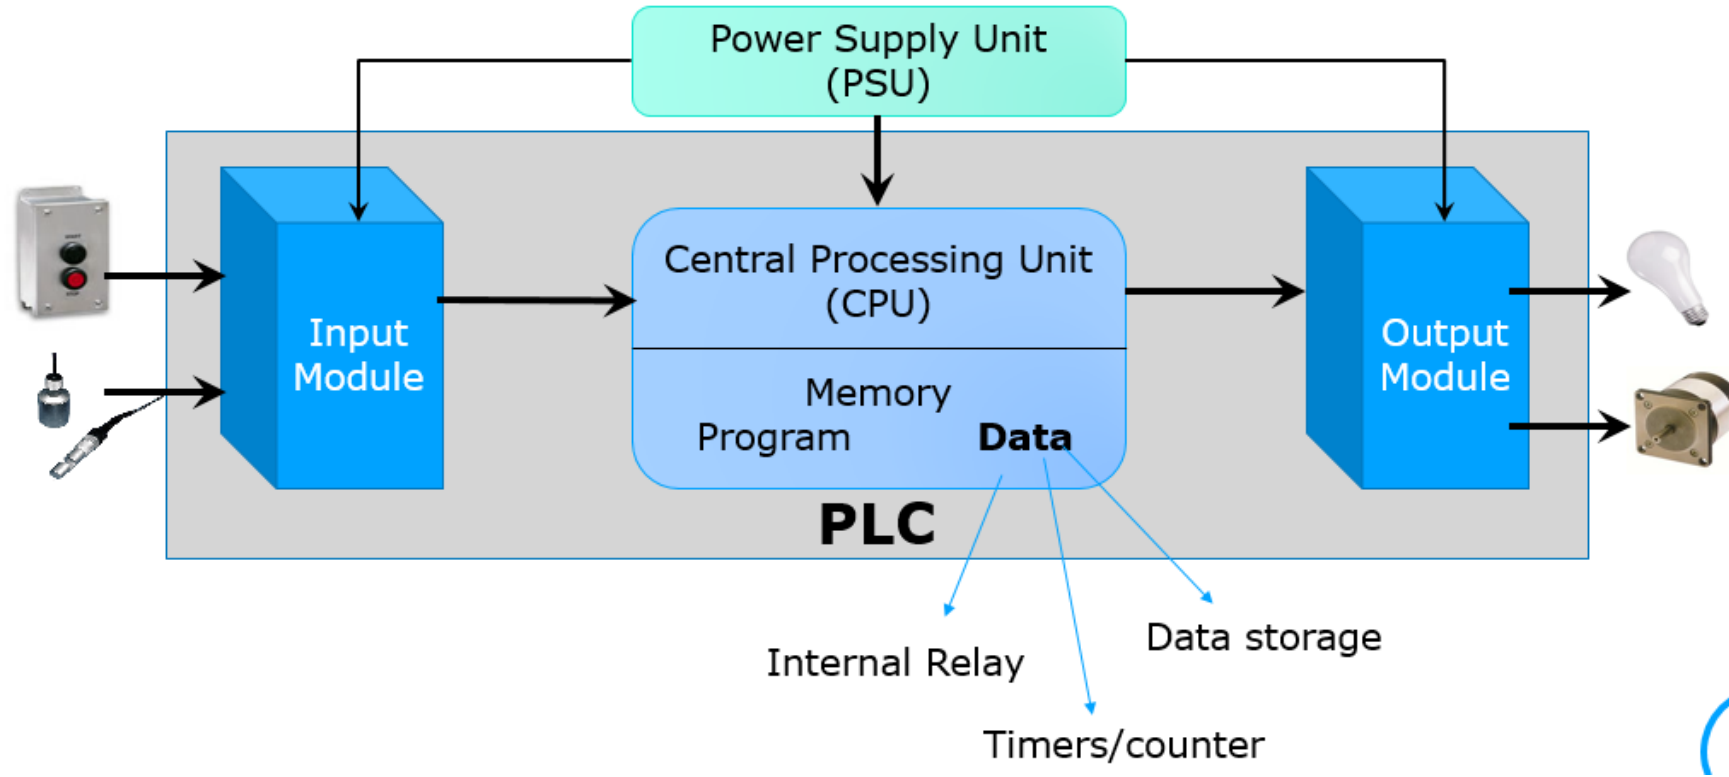 Power Supply Unit
(PSU)
Central Processing Unit
(CPU)
Input
Module
Output
Module
Memory
Program Data
PLC
Internal Relay
Data storage
Timers/counter